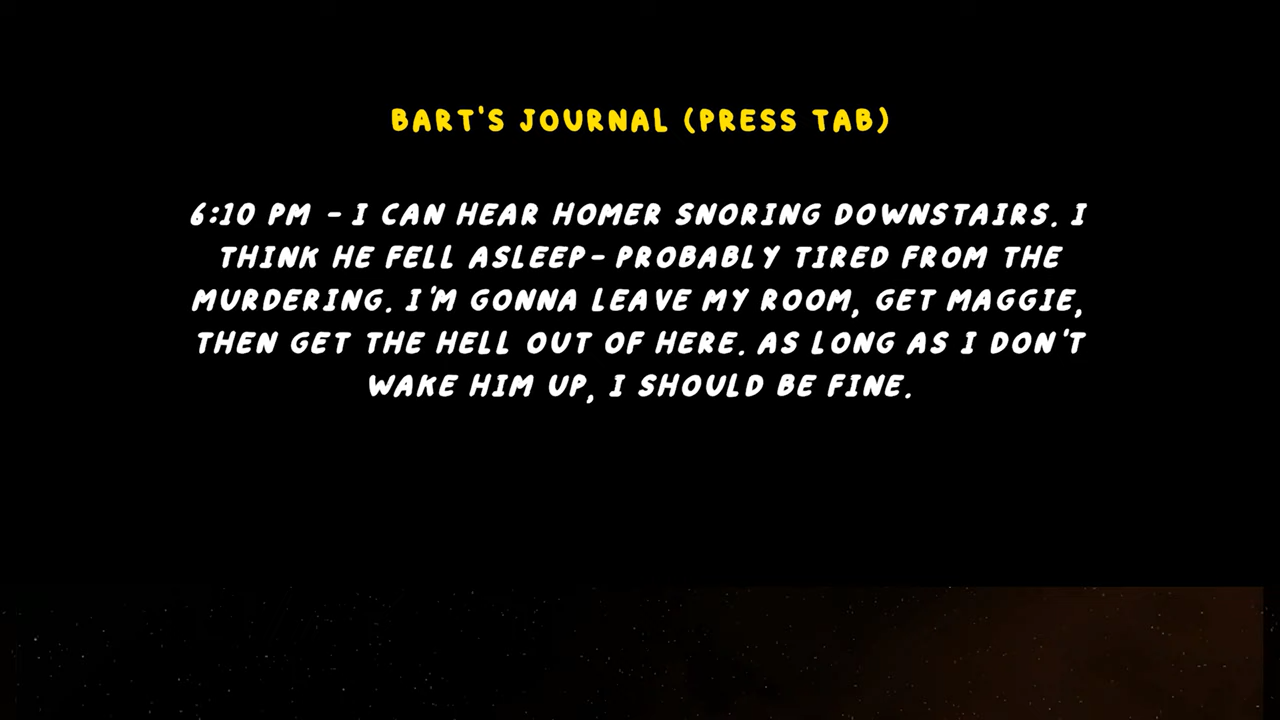 BART'S JOURNAL (PRESS TAB)
6:10 PM - I CAN HEAR HOMER SNORING DOWNSTAIRS. I
THINK HE FELL ASLEEP- PROBABLY TIRED FROM THE
MURDERING. I'M GONNA LEAVE MY ROOM, GET MAGGIE,
THEN GET THE HELL OUT OF HERE. AS LONG AS I DON'T
WAKE HIM UP, I SHOULD BE FINE.